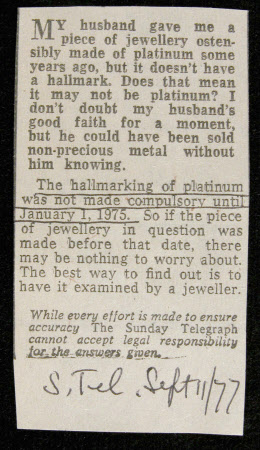 MY husband gave me a
piece of jewellery osten-
sibly made of platinum some
years ago, but it doesn't have
a hallmark. Does that mean
it may not be platinum? I
don't doubt my husband's
good faith for a moment,
but he could have been sold
non-precious metal without
him knowing.
The hallmarking of platinum
was not made compulsory until
January 1, 1975. So if the piece
of jewellery in question was
made before that date, there
may be nothing to worry about.
The best way to find out is to
have it examined by a jeweller.
While every effort is made to ensure
accuracy The Sunday Telegraph
cannot accept legal responsibility
for the answers given.
S. Tel. Sept 11/77